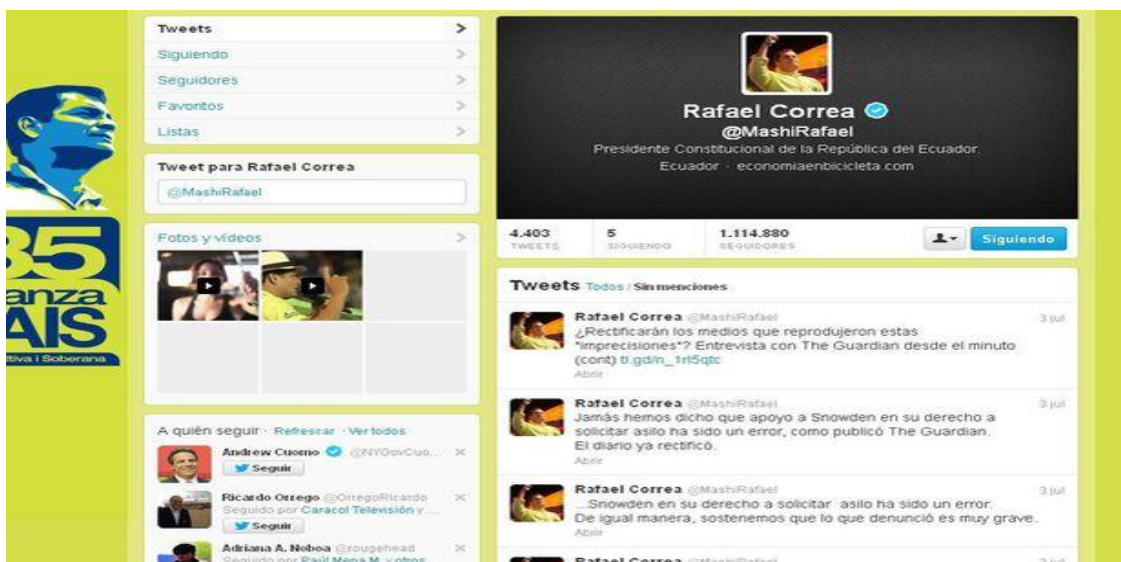 Tweets
Siguiendo
Seguidores
Favoritos
Listas
Tweet para Rafael Correa
@MashiRafael
Fotos y vídeos
A quién seguir · Refrescar · Ver todos
Andrew Cuomo @NYGovCuo...
Seguir
Ricardo Orrego @OrregoRicardo
Seguido por Caracol Televisión y ...
Seguir
Adriana A. Noboa @rougehead
Seguido por Paúl Mena M. y otros
35
anza
AIS
tiva i Soberana
Rafael Correa
@MashiRafael
Presidente Constitucional de la República del Ecuador.
Ecuador · economiaenbicicleta.com
4.403 TWEETS
5 SIGUIENDO
1.114.880 SEGUIDORES
Siguiendo
Tweets Todos / Sin menciones
Rafael Correa @MashiRafael 3 jul
¿Rectificarán los medios que reprodujeron estas
"imprecisiones"? Entrevista con The Guardian desde el minuto
(cont) tl.gd/n_1rl5qtc
Abrir
Rafael Correa @MashiRafael 3 jul
Jamás hemos dicho que apoyo a Snowden en su derecho a
solicitar asilo ha sido un error, como publicó The Guardian.
El diario ya rectificó.
Abrir
Rafael Correa @MashiRafael 3 jul
...Snowden en su derecho a solicitar asilo ha sido un error.
De igual manera, sostenemos que lo que denunció es muy grave.
Abrir
Rafael Correa @MashiRafael 3 jul